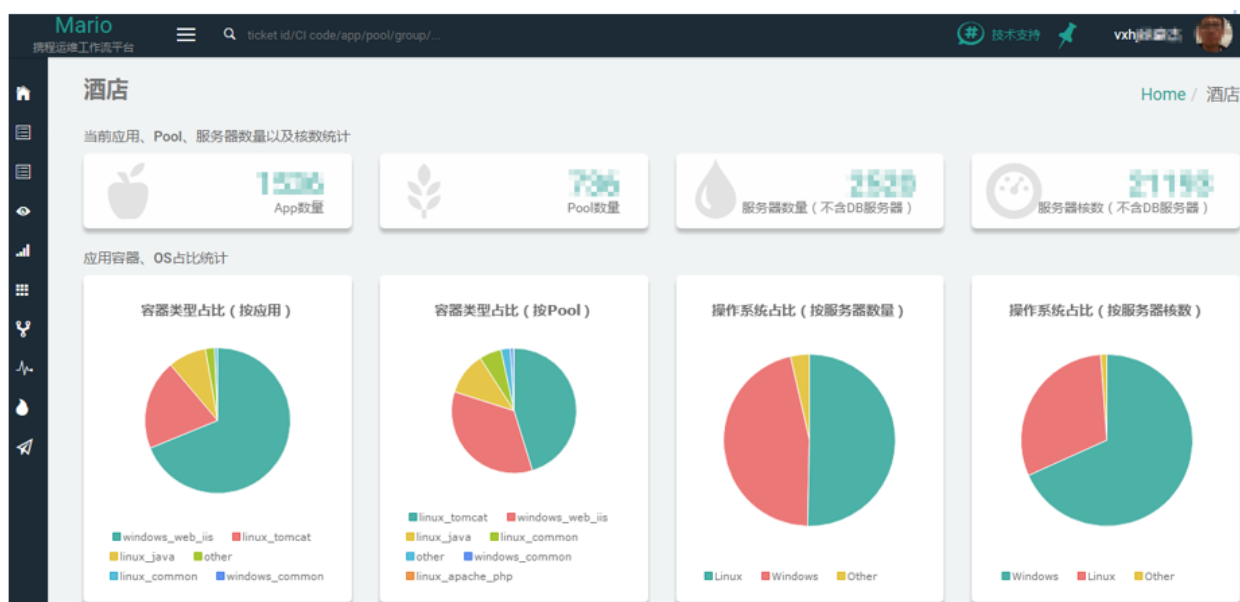 Mario
携程运维工作流平台
ticket id/CI code/app/pool/group/...
技术支持
酒店
Home / 酒店
当前应用、Pool、服务器数量以及核数统计
App数量
Pool数量
服务器数量 ( 不含DB服务器 )
服务器核数 ( 不含DB服务器 )
应用容器、OS占比统计
容器类型占比 ( 按应用 )
windows_web_iis linux_tomcat
linux_java other
linux_common windows_common
容器类型占比 ( 按Pool )
linux_tomcat windows_web_iis
linux_java linux_common
other windows_common
linux_apache_php
操作系统占比 ( 按服务器数量 )
Linux Windows Other
操作系统占比 ( 按服务器核数 )
Windows Linux Other